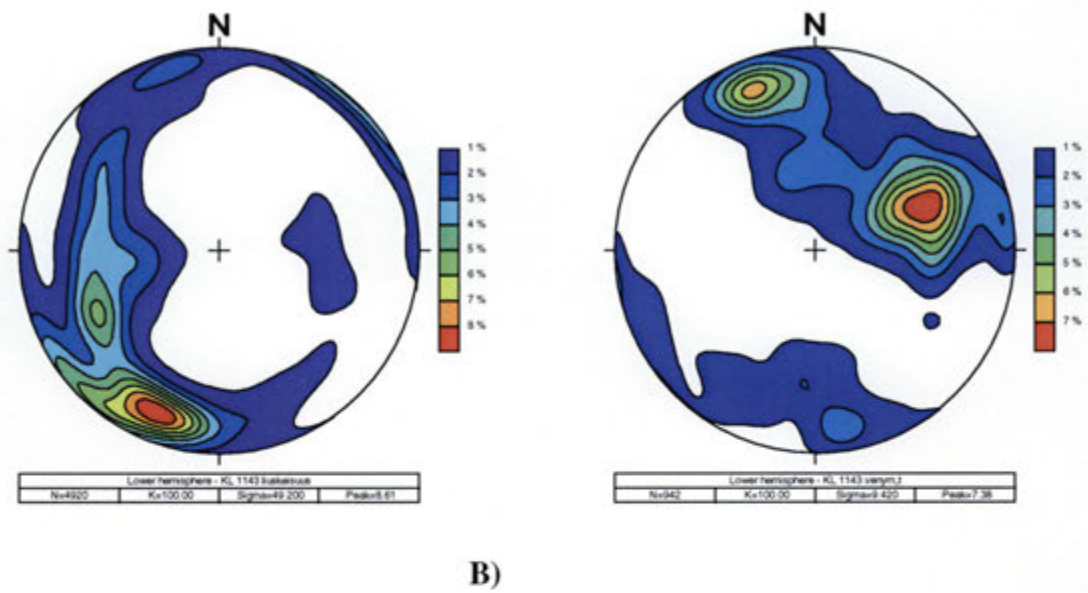 N
1 %
2 %
3 %
4 %
5 %
6 %
7 %
8 %
Lower hemisphere - KL 1143 liuskeisuus
N=4920 K=100.00 Sigma=49.200 Peak=8.61
N
1 %
2 %
3 %
4 %
5 %
6 %
7 %
Lower hemisphere - KL 1143 venym,t
N=942 K=100.00 Sigma=9.420 Peak=7.38
B)